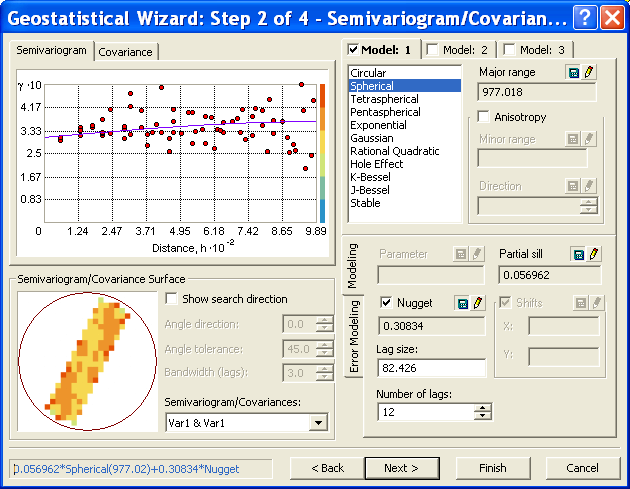 Geostatistical Wizard: Step 2 of 4 - Semivariogram/Covarian...
Semivariogram
Covariance
γ ·10
4.17
3.33
2.5
1.67
0.83
0 1.24 2.47 3.71 4.95 6.18 7.42 8.65 9.89
Distance, h ·10⁻²
Semivariogram/Covariance Surface
Show search direction
Angle direction: 0.0
Angle tolerance: 45.0
Bandwidth (lags): 3.0
Semivariogram/Covariances:
Var1 & Var1
Model: 1
Model: 2
Model: 3
Circular
Spherical
Tetraspherical
Pentaspherical
Exponential
Gaussian
Rational Quadratic
Hole Effect
K-Bessel
J-Bessel
Stable
Major range
977.018
Anisotropy
Minor range
Direction
Modeling
Error Modeling
Parameter
Partial sill
0.056962
Nugget
0.30834
Shifts
X:
Y:
Lag size:
82.426
Number of lags:
12
0.056962*Spherical(977.02)+0.30834*Nugget
< Back
Next >
Finish
Cancel